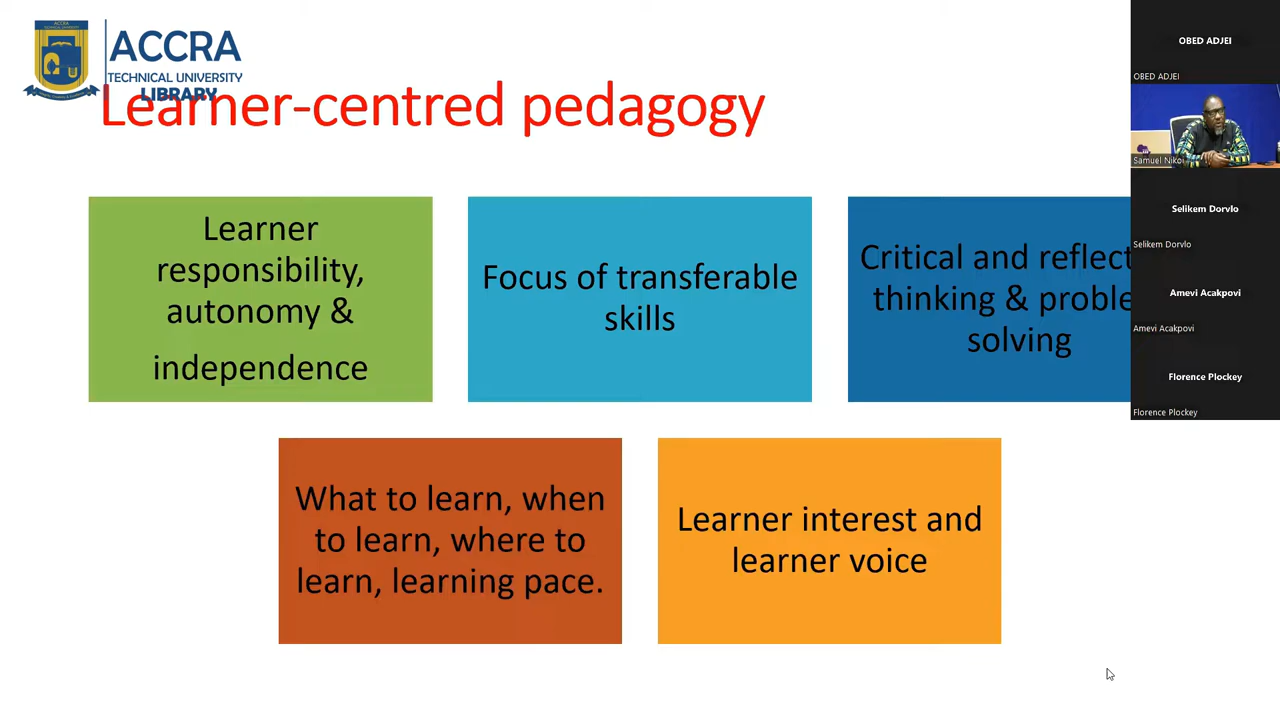 ACCRA
TECHNICAL UNIVERSITY
LIBRARY
Learner-centred pedagogy
Learner
responsibility,
autonomy &
independence
Focus of transferable
skills
Critical and reflect
thinking & proble
solving
What to learn, when
to learn, where to
learn, learning pace.
Learner interest and
learner voice
OBED ADJEI
OBED ADJEI
Samuel Nikoi
Selikem Dorvlo
Selikem Dorvlo
Amevi Acakpovi
Amevi Acakpovi
Florence Plockey
Florence Plockey